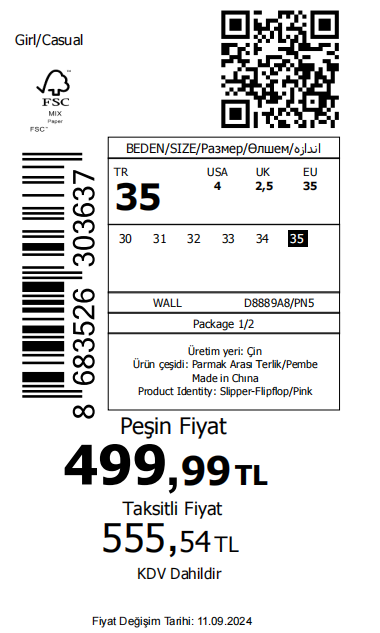 Girl/Casual
FSC
MIX
Paper
FSC™
BEDEN/SIZE/Размер/Өлшем/اندازه
TR USA UK EU
35 4 2,5 35
30 31 32 33 34 35
WALL D8889A8/PN5
Package 1/2
Üretim yeri: Çin
Ürün çeşidi: Parmak Arası Terlik/Pembe
Made in China
Product Identity: Slipper-Flipflop/Pink
8 683526 303637
Peşin Fiyat
499,99 TL
Taksitli Fiyat
555,54 TL
KDV Dahildir
Fiyat Değişim Tarihi: 11.09.2024